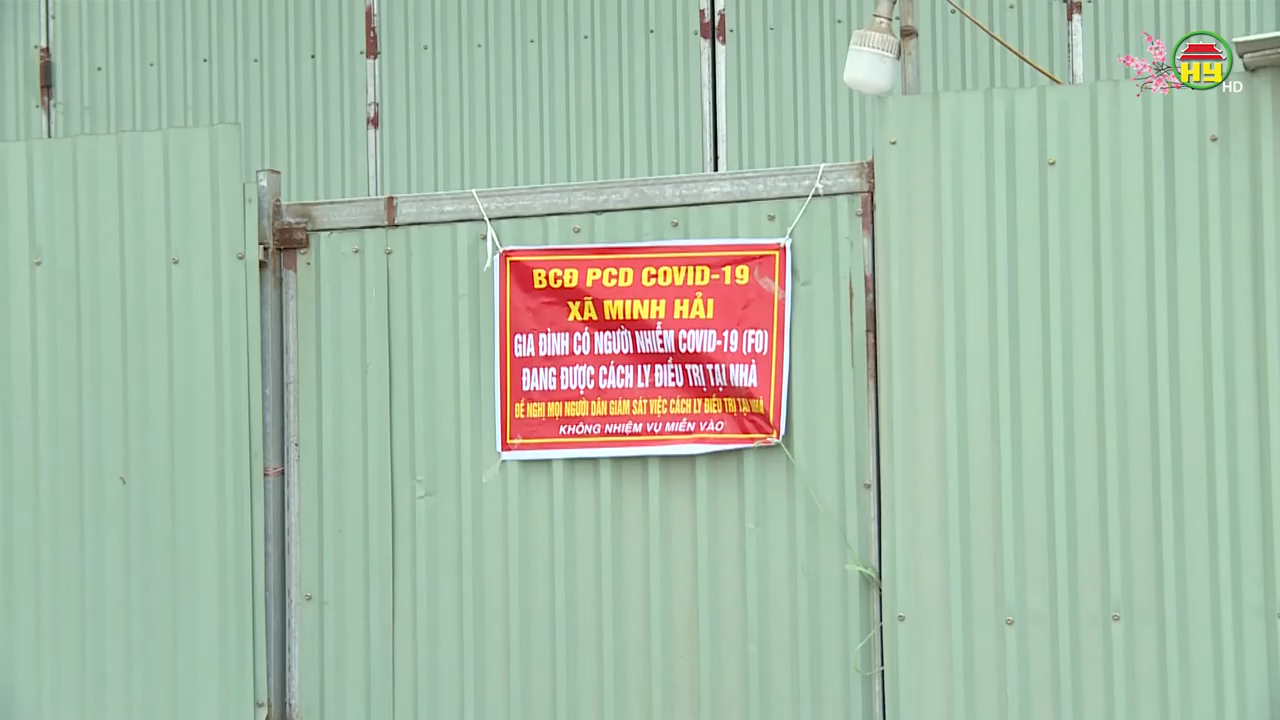 HY
HD
BCĐ PCD COVID-19
XÃ MINH HẢI
GIA ĐÌNH CÓ NGƯỜI NHIỄM COVID-19 (F0)
ĐANG ĐƯỢC CÁCH LY ĐIỀU TRỊ TẠI NHÀ
ĐỀ NGHỊ MỌI NGƯỜI DÂN GIÁM SÁT VIỆC CÁCH LY ĐIỀU TRỊ TẠI NHÀ
KHÔNG NHIỆM VỤ MIỄN VÀO